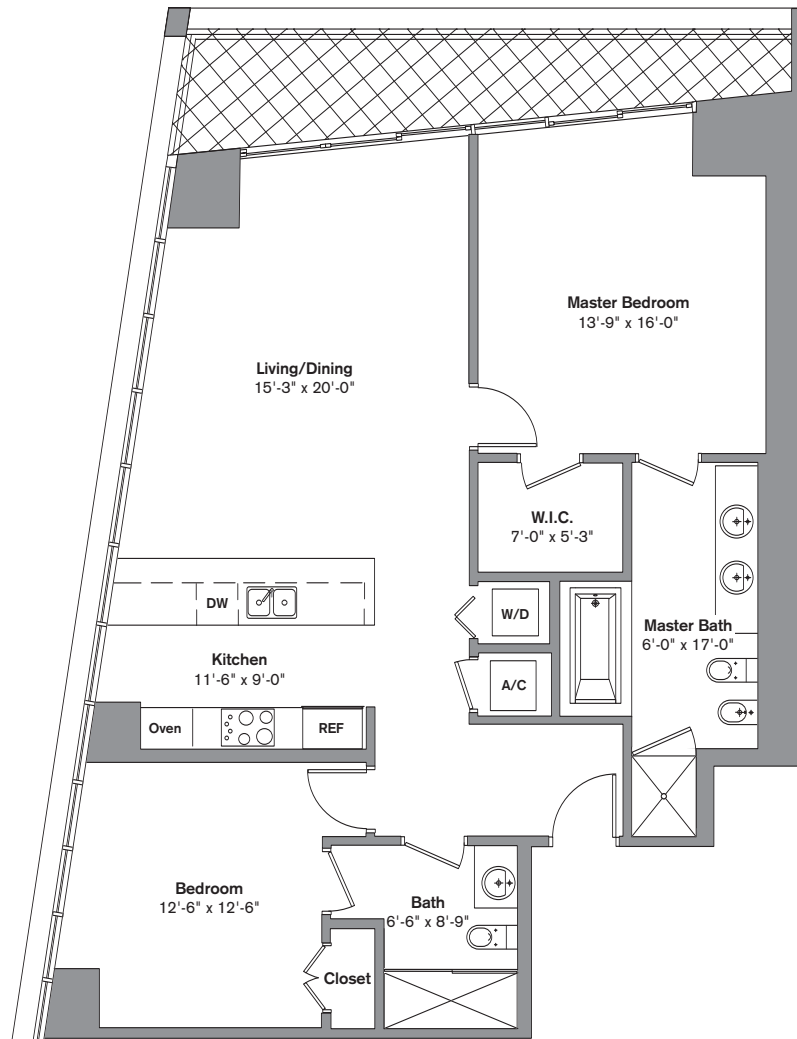 Master Bedroom
13'-9" x 16'-0"
Living/Dining
15'-3" x 20'-0"
W.I.C.
7'-0" x 5'-3"
DW
W/D
Master Bath
6'-0" x 17'-0"
Kitchen
11'-6" x 9'-0"
A/C
Oven
REF
Bedroom
12'-6" x 12'-6"
Bath
6'-6" x 8'-9"
Closet